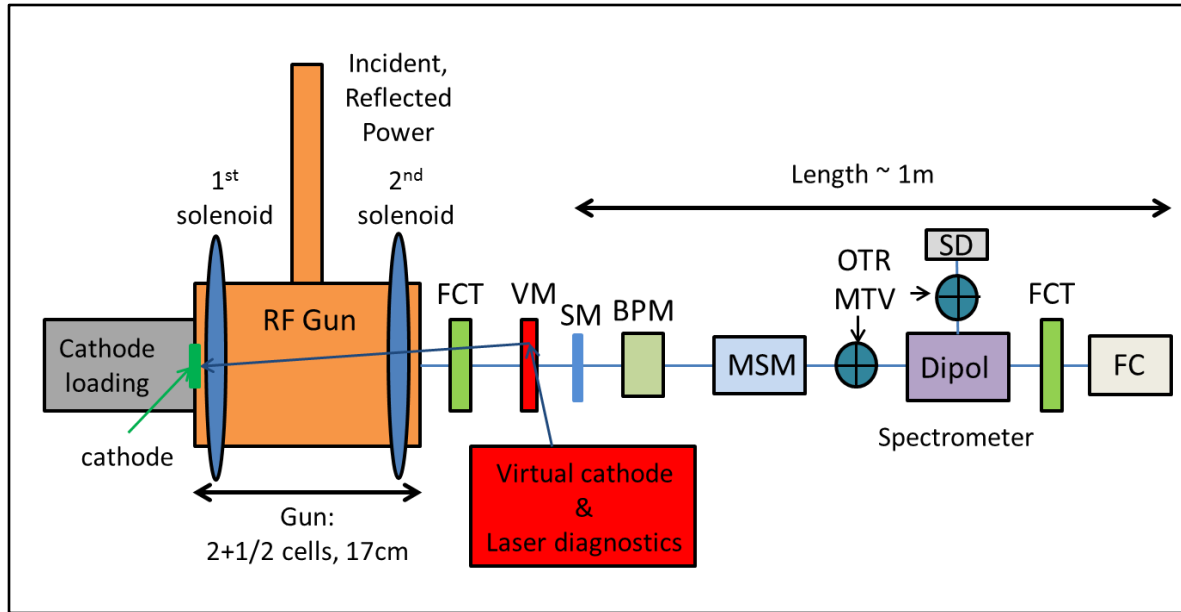 Incident,
Reflected
Power
1st
solenoid
2nd
solenoid
Length ~ 1m
SD
OTR
MTV
FCT
VM
SM
BPM
FCT
RF Gun
Cathode
loading
MSM
Dipol
FC
cathode
Spectrometer
Virtual cathode
&
Laser diagnostics
Gun:
2+1/2 cells, 17cm